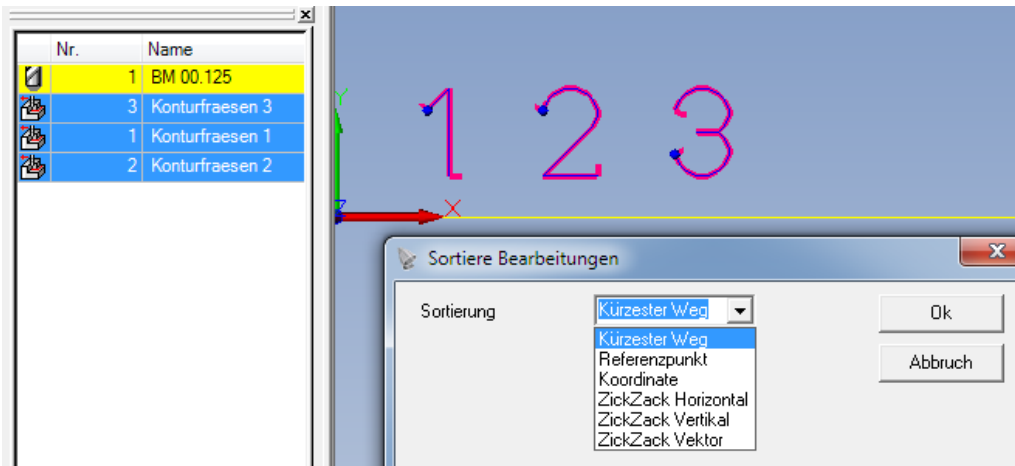 Nr. Name
1 BM 00.125
3 Konturfraesen 3
1 Konturfraesen 1
2 Konturfraesen 2
Y
1 2 3
Z
X
Sortiere Bearbeitungen
Sortierung
Kürzester Weg
Ok
Kürzester Weg
Referenzpunkt
Koordinate
ZickZack Horizontal
ZickZack Vertikal
ZickZack Vektor
Abbruch